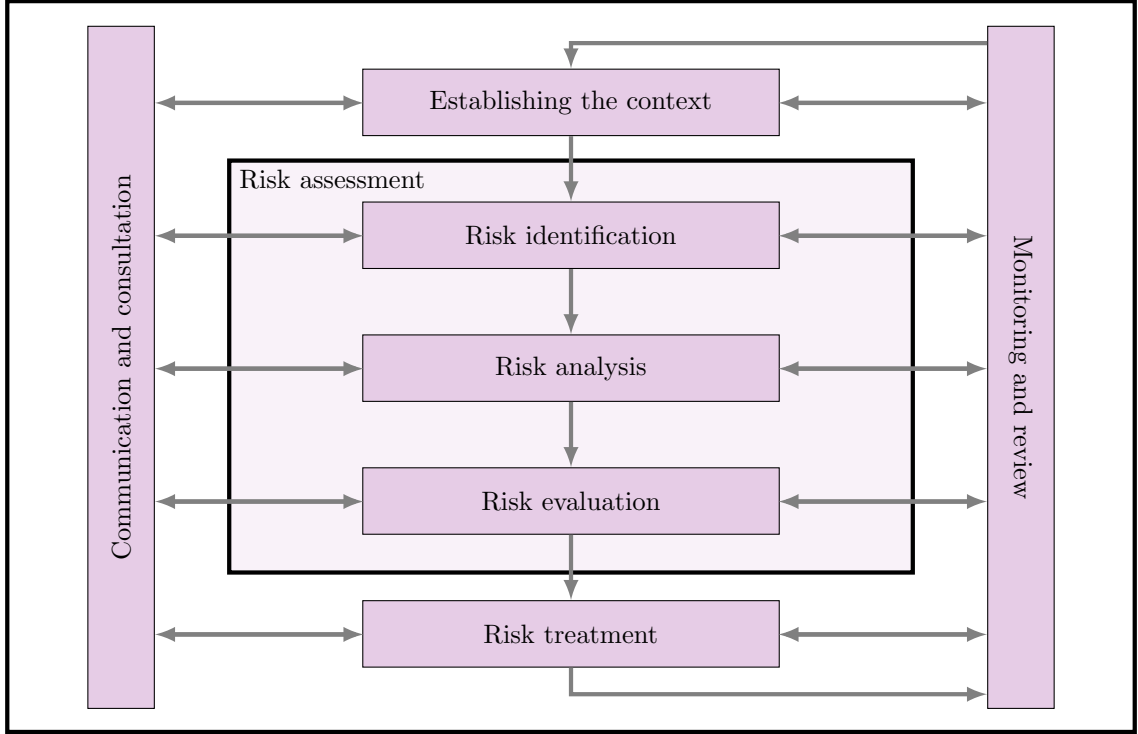 Establishing the context
Risk assessment
Risk identification
Risk analysis
Risk evaluation
Risk treatment
Communication and consultation
Monitoring and review